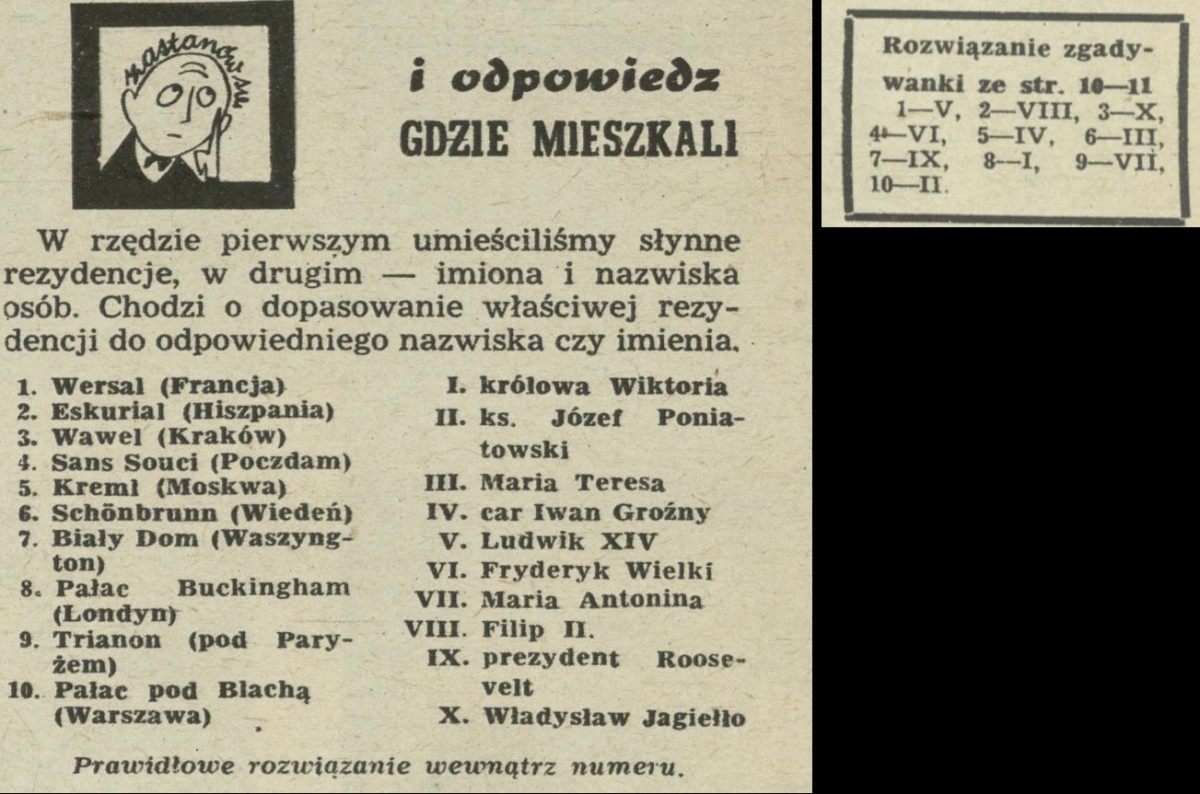 zastanów się
i odpowiedz
GDZIE MIESZKALI
W rzędzie pierwszym umieściliśmy słynne
rezydencje, w drugim — imiona i nazwiska
osób. Chodzi o dopasowanie właściwej rezy-
dencji do odpowiedniego nazwiska czy imienia.
1. Wersal (Francja)
2. Eskurial (Hiszpania)
3. Wawel (Kraków)
4. Sans Souci (Poczdam)
5. Kreml (Moskwa)
6. Schönbrunn (Wiedeń)
7. Biały Dom (Waszyng-
ton)
8. Pałac Buckingham
(Londyn)
9. Trianon (pod Pary-
żem)
10. Pałac pod Blachą
(Warszawa)
I. królowa Wiktoria
II. ks. Józef Ponia-
towski
III. Maria Teresa
IV. car Iwan Groźny
V. Ludwik XIV
VI. Fryderyk Wielki
VII. Maria Antonina
VIII. Filip II.
IX. prezydent Roose-
velt
X. Władysław Jagiełło
Prawidłowe rozwiązanie wewnątrz numeru.
Rozwiązanie zgady-
wanki ze str. 10—11
1—V, 2—VIII, 3—X,
4—VI, 5—IV, 6—III,
7—IX, 8—I, 9—VII,
10—II.